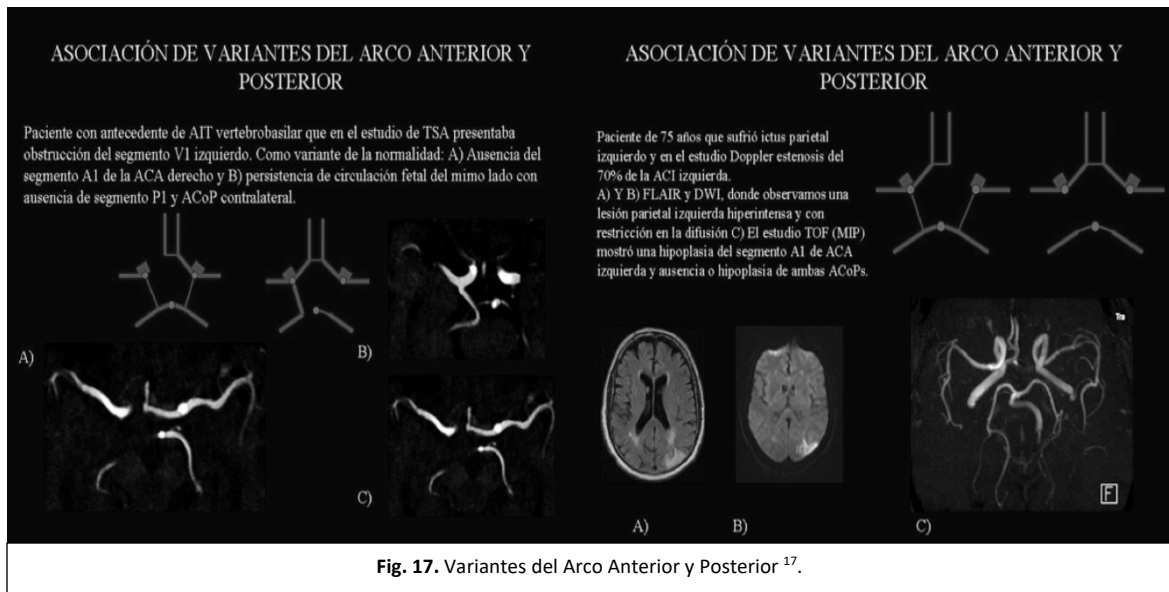 ASOCIACIÓN DE VARIANTES DEL ARCO ANTERIOR Y
POSTERIOR
Paciente con antecedente de AIT vertebrobasilar que en el estudio de TSA presentaba
obstrucción del segmento V1 izquierdo. Como variante de la normalidad: A) Ausencia del
segmento A1 de la ACA derecho y B) persistencia de circulación fetal del mimo lado con
ausencia de segmento P1 y ACoP contralateral.
A)
B)
C)
ASOCIACIÓN DE VARIANTES DEL ARCO ANTERIOR Y
POSTERIOR
Paciente de 75 años que sufrió ictus parietal
izquierdo y en el estudio Doppler estenosis del
70% de la ACI izquierda.
A) Y B) FLAIR y DWI, donde observamos una
lesión parietal izquierda hiperintensa y con
restricción en la difusión C) El estudio TOF (MIP)
mostró una hipoplasia del segmento A1 de ACA
izquierda y ausencia o hipoplasia de ambas ACoPs.
Tra
F
A)
B)
C)
Fig. 17. Variantes del Arco Anterior y Posterior 17.